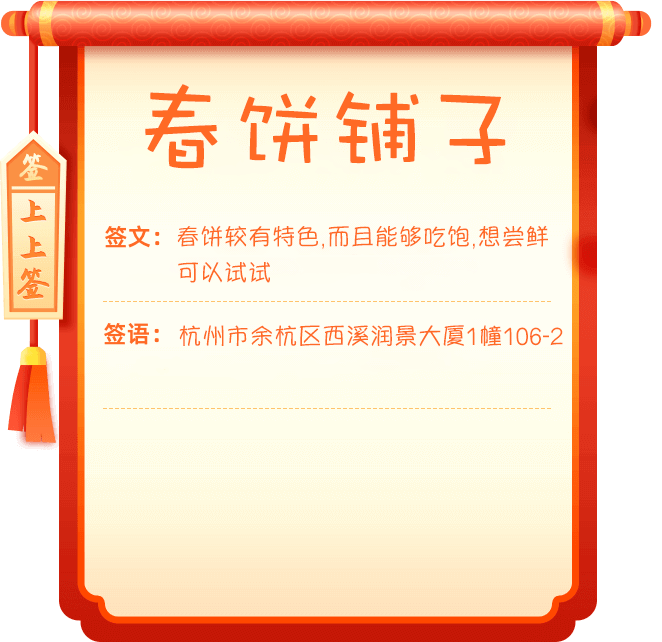 春饼铺子
签
上上签
签文：春饼较有特色,而且能够吃饱,想尝鲜
可以试试
签语：杭州市余杭区西溪润景大厦1幢106-2